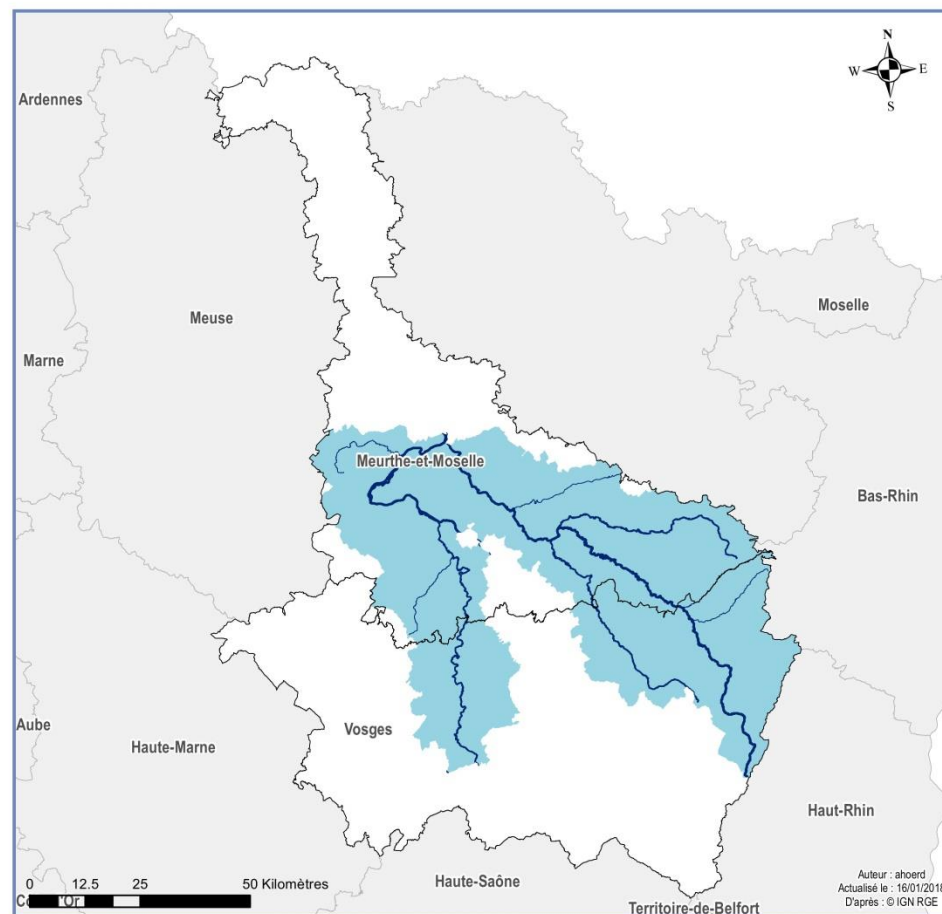 N
W E
S
Ardennes
Moselle
Meuse
Marne
Meurthe-et-Moselle
Bas-Rhin
Aube
Vosges
Haute-Marne
Haut-Rhin
Haute-Saône
0 12.5 25 50 Kilomètres
d'Or
Territoire-de-Belfort
Auteur : ahoerd
Actualisé le : 16/01/2018
D'après : © IGN RGE